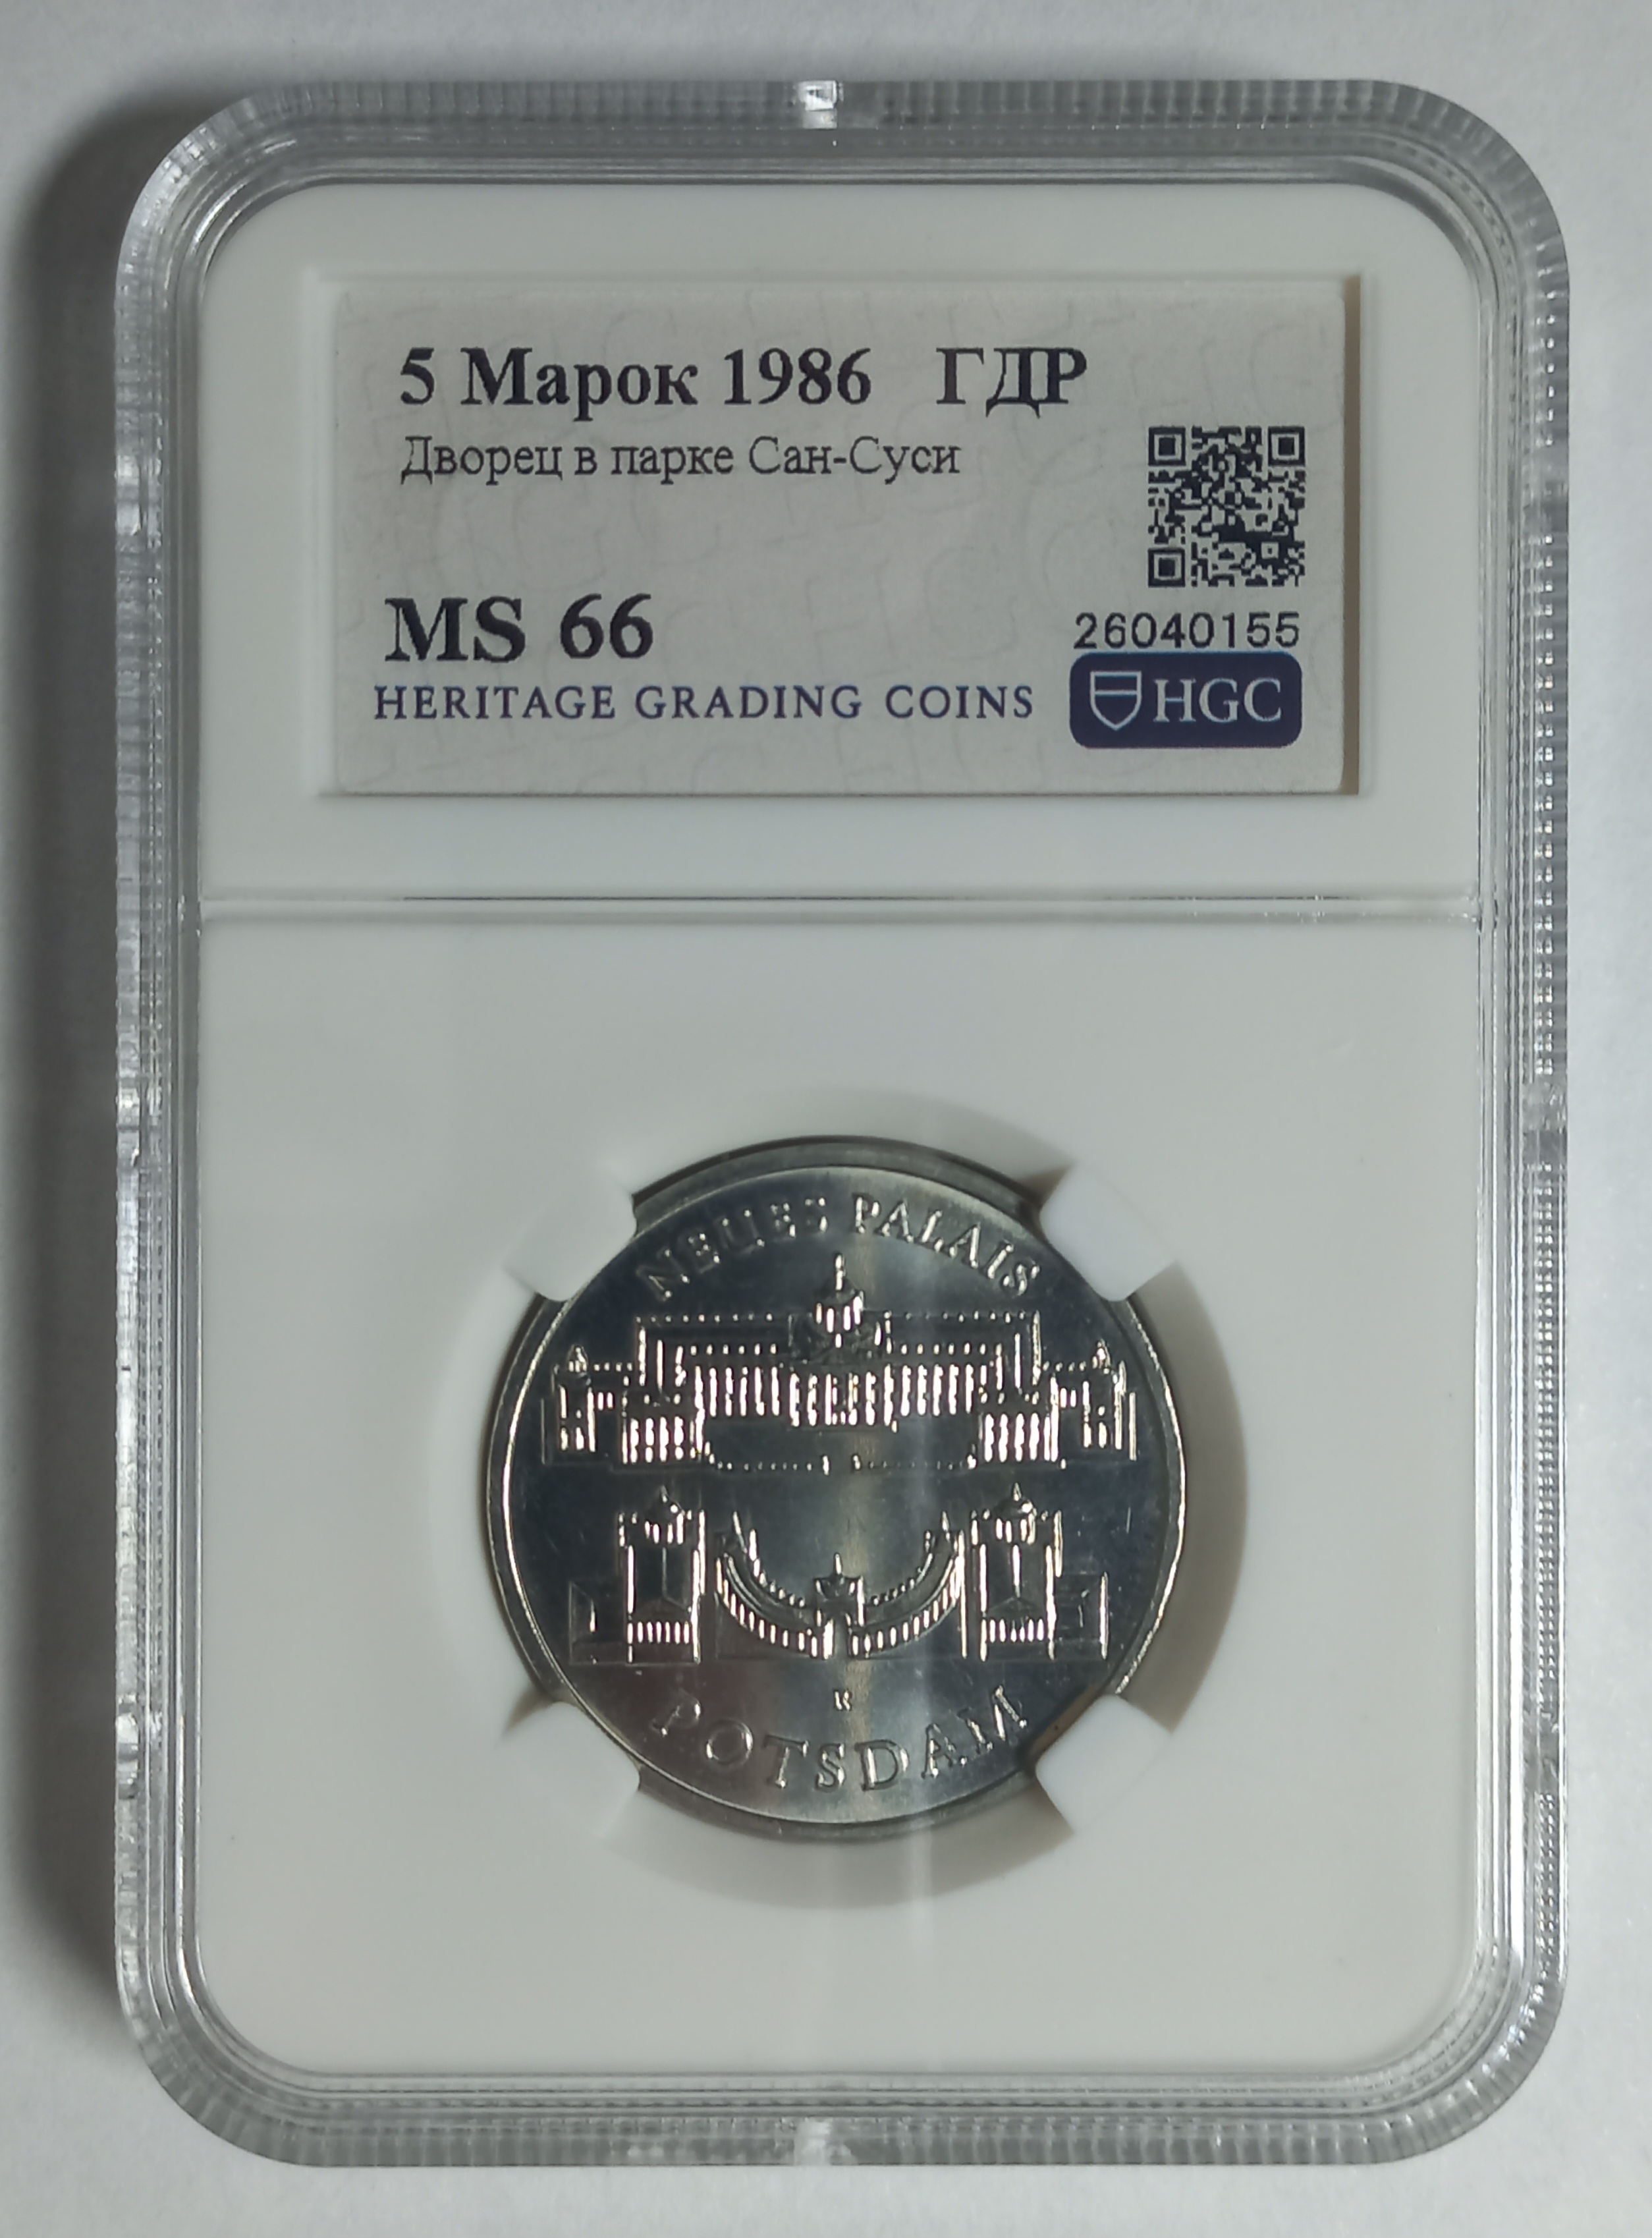 5 Марок 1986 ГДР
Дворец в парке Сан-Суси
MS 66
26040155
HERITAGE GRADING COINS
HGC
NEUES PALAIS
POTSDAM